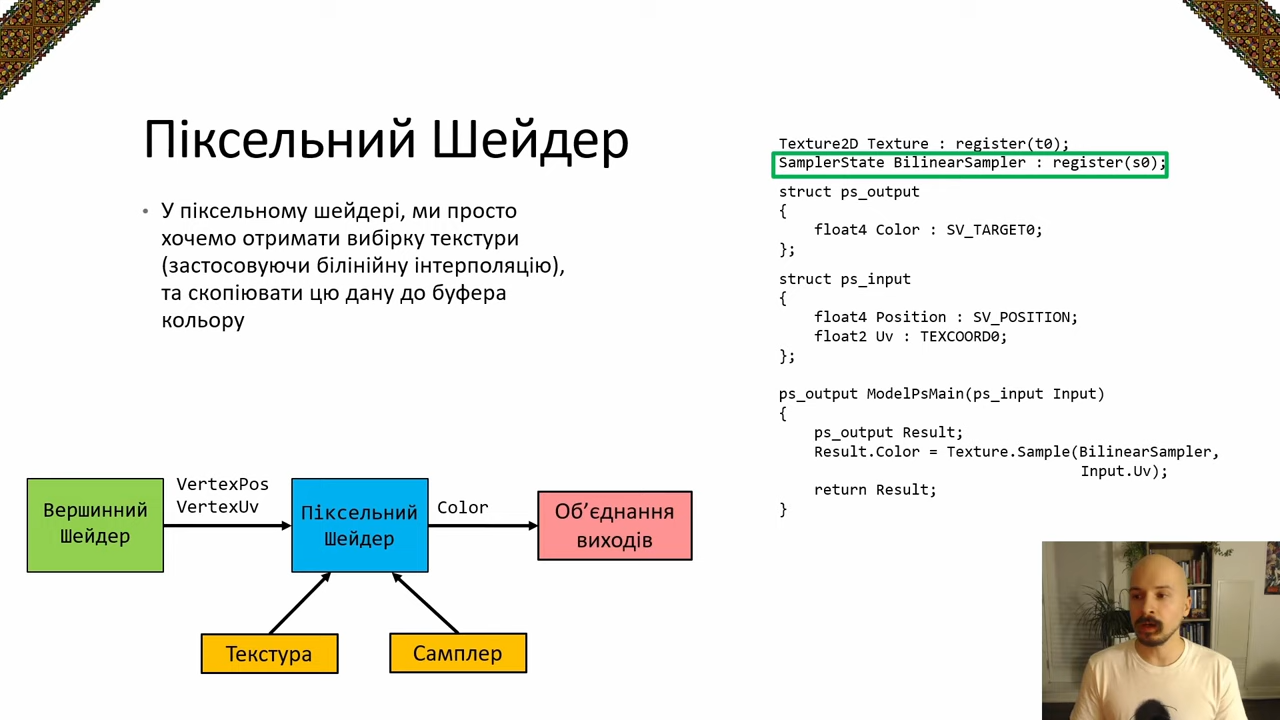 Піксельний Шейдер
• У піксельному шейдері, ми просто
хочемо отримати вибірку текстури
(застосовуючи білінійну інтерполяцію),
та скопіювати цю дану до буфера
кольору
Texture2D Texture : register(t0);
SamplerState BilinearSampler : register(s0);
struct ps_output
{
    float4 Color : SV_TARGET0;
};
struct ps_input
{
    float4 Position : SV_POSITION;
    float2 Uv : TEXCOORD0;
};
ps_output ModelPsMain(ps_input Input)
{
    ps_output Result;
    Result.Color = Texture.Sample(BilinearSampler,
                                  Input.Uv);
    return Result;
}
Вершинний
Шейдер
VertexPos
VertexUv
Піксельний
Шейдер
Color
Об’єднання
виходів
Текстура
Самплер